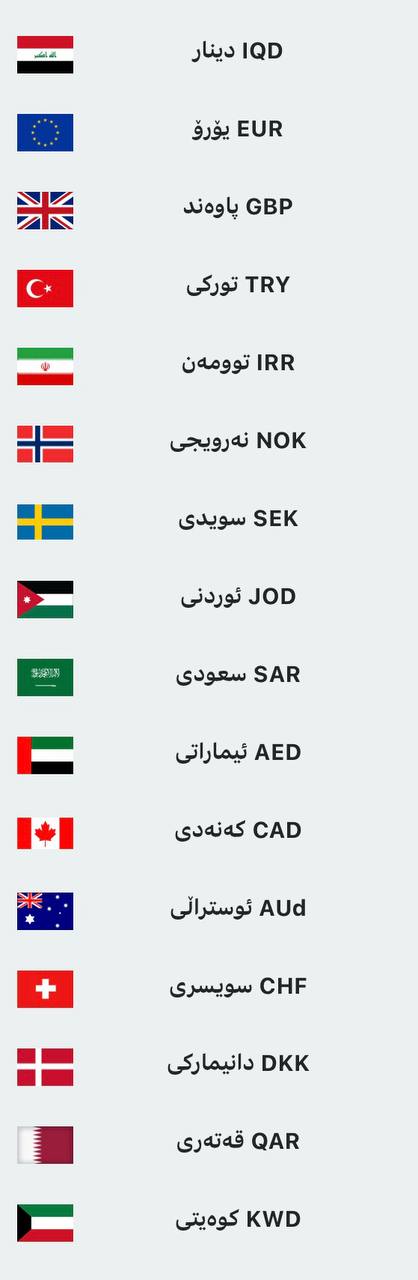 IQD دینار
EUR یۆرۆ
GBP پاوەند
TRY تورکی
IRR توومەن
NOK نەرویجی
SEK سویدی
JOD ئوردنی
SAR سعودی
AED ئیماراتی
CAD کەنەدی
AUd ئوستراڵی
CHF سویسری
DKK دانیمارکی
QAR قەتەری
KWD کوەیتی